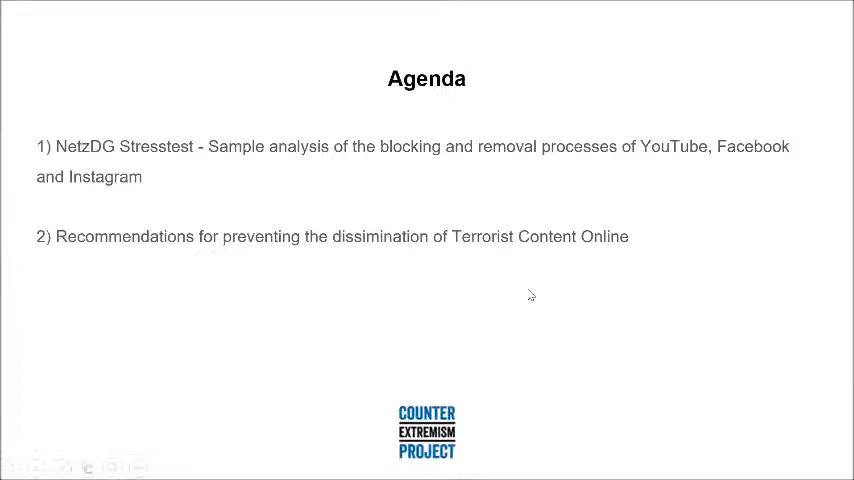 Agenda
1) NetzDG Stresstest - Sample analysis of the blocking and removal processes of YouTube, Facebook
and Instagram
2) Recommendations for preventing the dissimination of Terrorist Content Online
COUNTER
EXTREMISM
PROJECT